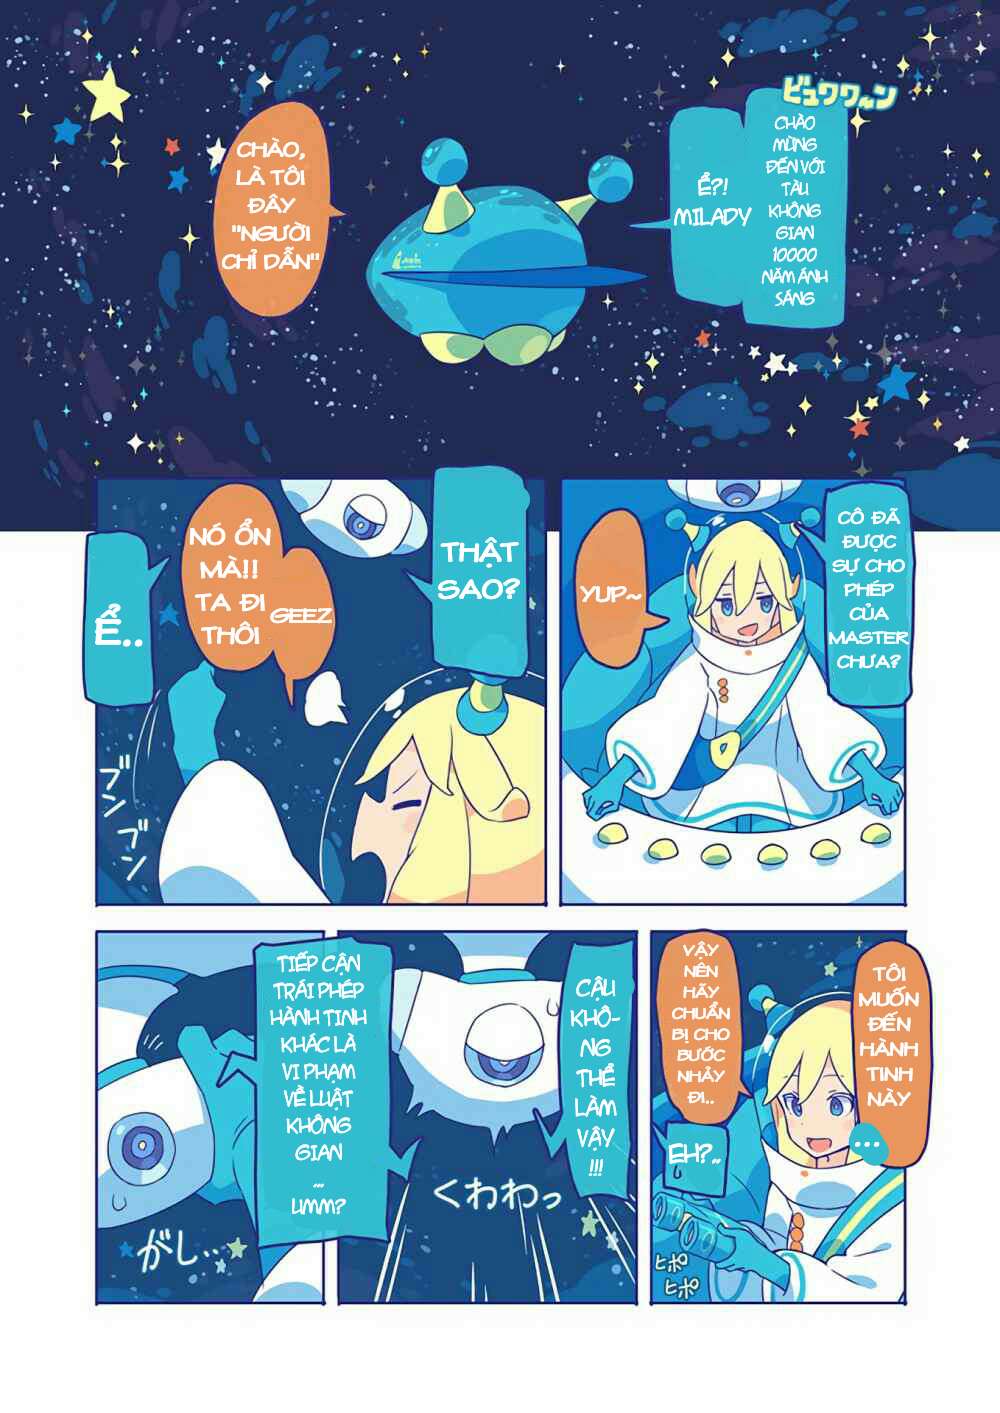 ビュワワーン
CHÀO
MỪNG
ĐẾN VỚI
TÀU
KHÔNG
GIAN
10000
NĂM ÁNH
SÁNG
Ể?!
MILADY
CHÀO,
LÀ TÔI
ĐÂY
"NGƯỜI
CHỈ DẪN"
CÔ ĐÃ
ĐƯỢC
SỰ CHO
PHÉP
CỦA
MASTER
CHƯA?
YUP~
THẬT
SAO?
GEEZ
NÓ ỔN
MÀ!!
TA ĐI
THÔI
Ể..
ブン
ブン
TÔI
MUỐN
ĐẾN
HÀNH
TINH
NÀY
...
VẬY
NÊN
HÃY
CHUẨN
BỊ CHO
BƯỚC
NHẢY
ĐI..
EH?..
ヒポ
ヒポ
CẬU
KHÔ-
NG
THỂ
LÀM
VẬY
!!!
くわわっ
TIẾP CẬN
TRÁI PHÉP
HÀNH TINH
KHÁC LÀ
VI PHẠM
VỀ LUẬT
KHÔNG
GIAN
...
UMM?
がし...